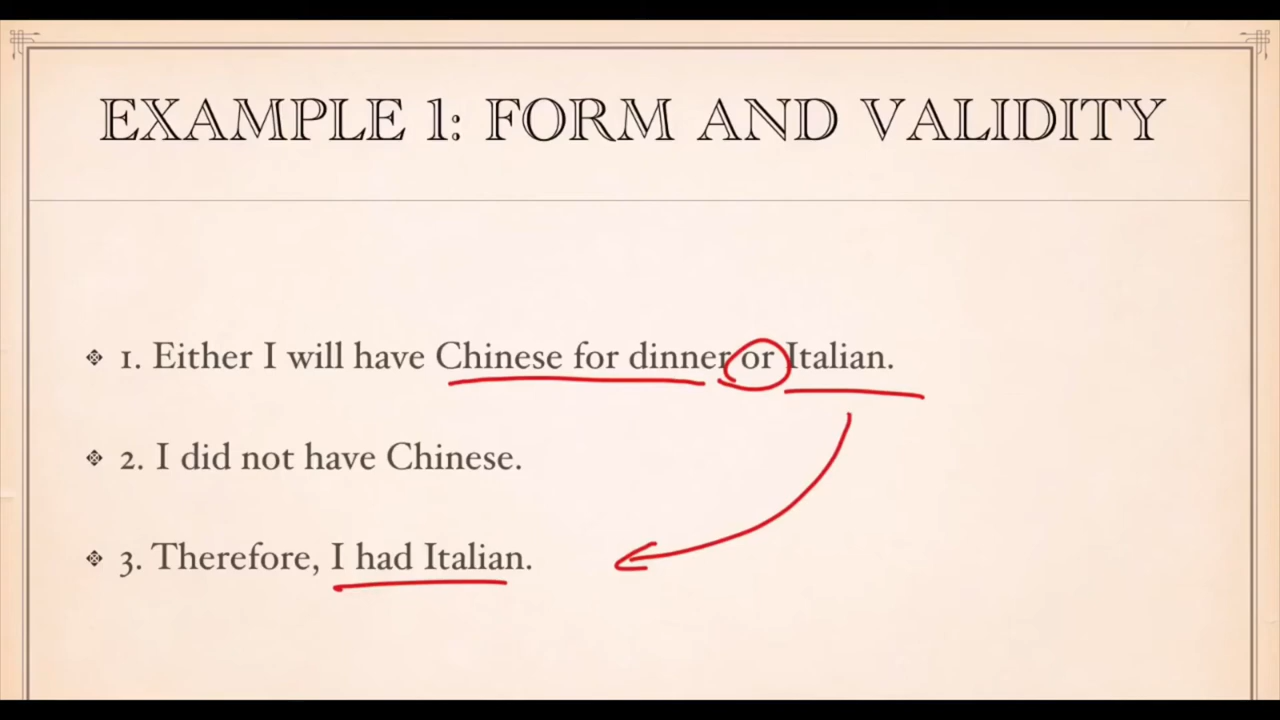 EXAMPLE 1: FORM AND VALIDITY
1. Either I will have Chinese for dinner or Italian.
2. I did not have Chinese.
3. Therefore, I had Italian.